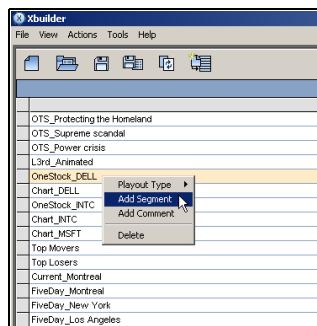 Xbuilder
File View Actions Tools Help
OTS_Protecting the Homeland
OTS_Supreme scandal
OTS_Power crisis
L3rd_Animated
OneStock_DELL
Chart_DELL
OneStock_INTC
Chart_INTC
Chart_MSFT
Top Movers
Top Losers
Current_Montreal
FiveDay_Montreal
FiveDay_New York
FiveDay_Los Angeles
Playout Type
Add Segment
Add Comment
Delete